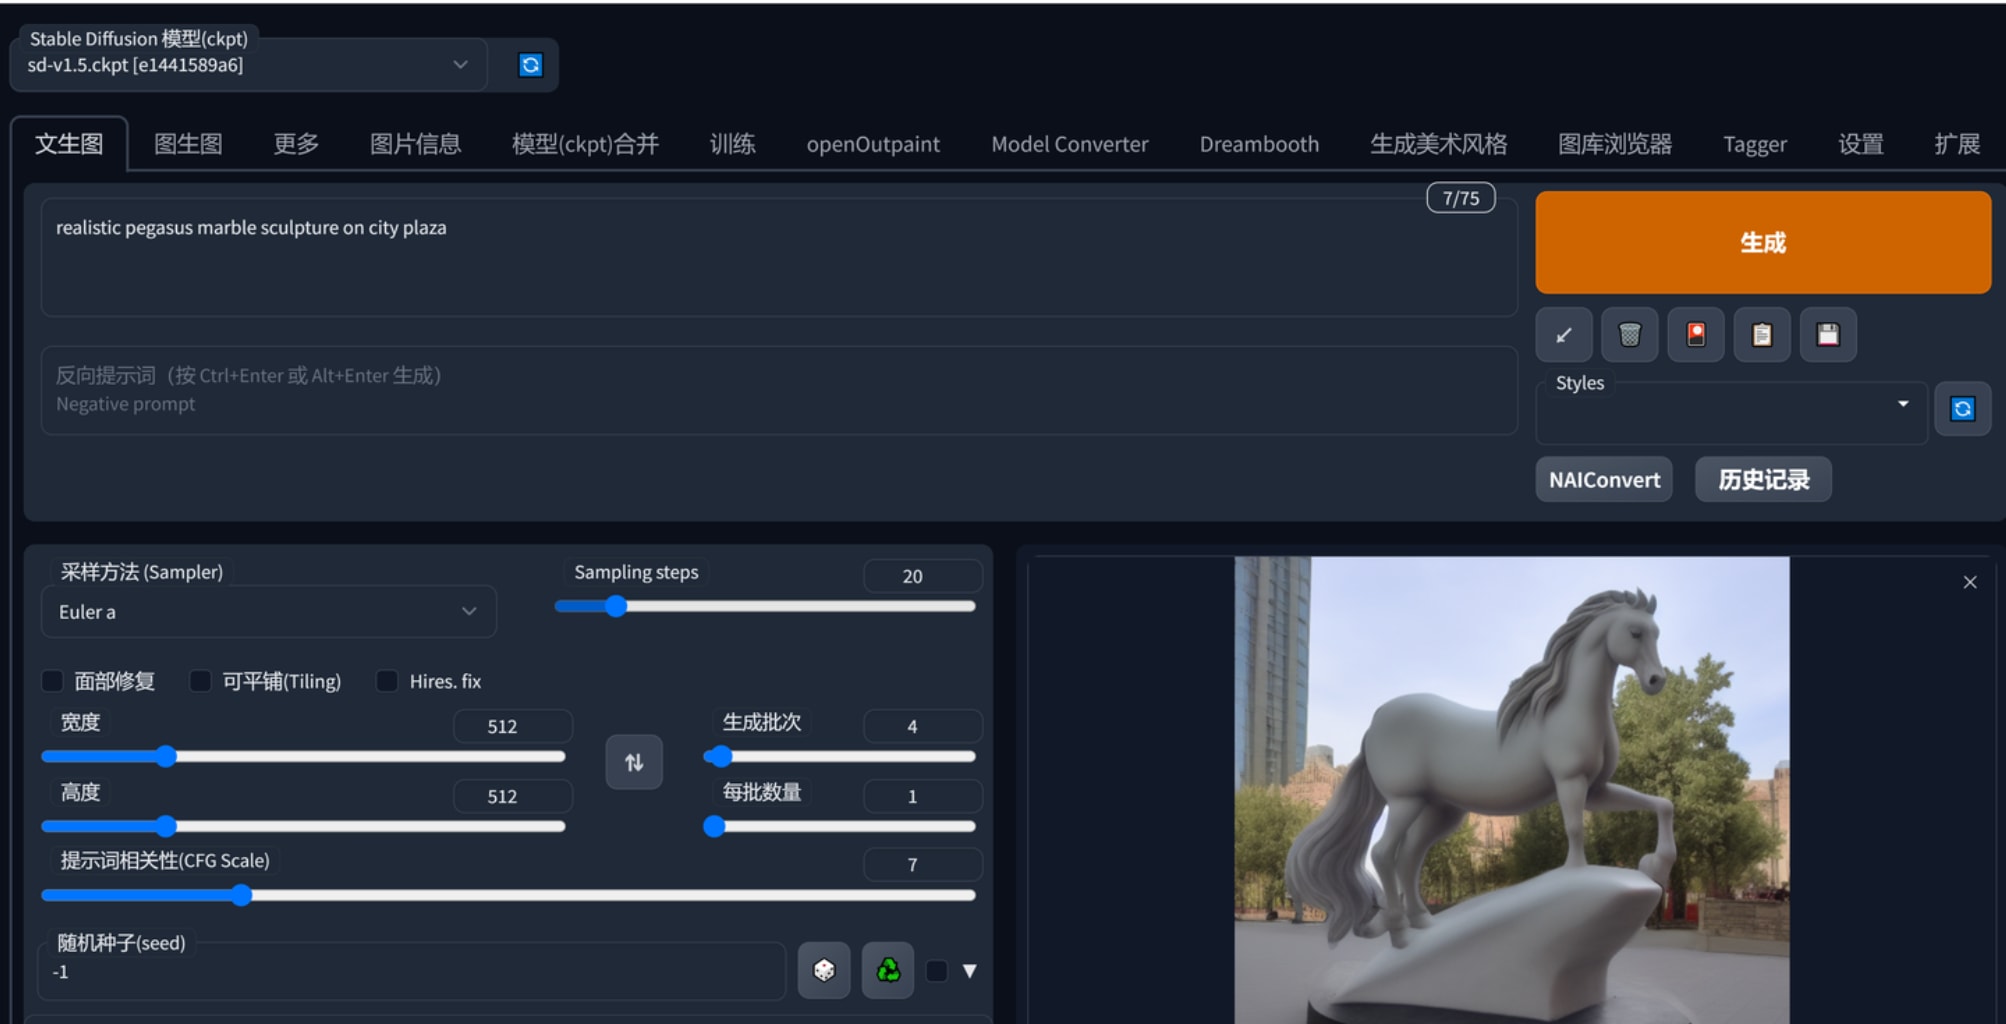 Stable Diffusion 模型(ckpt)
sd-v1.5.ckpt [e1441589a6]
文生图 图生图 更多 图片信息 模型(ckpt)合并 训练 openOutpaint Model Converter Dreambooth 生成美术风格 图库浏览器 Tagger 设置 扩展
7/75
realistic pegasus marble sculpture on city plaza
生成
反向提示词（按 Ctrl+Enter 或 Alt+Enter 生成）
Negative prompt
Styles
NAIConvert 历史记录
采样方法 (Sampler)
Euler a
Sampling steps 20
面部修复 可平铺(Tiling) Hires. fix
宽度 512
生成批次 4
高度 512
每批数量 1
提示词相关性(CFG Scale) 7
随机种子(seed)
-1